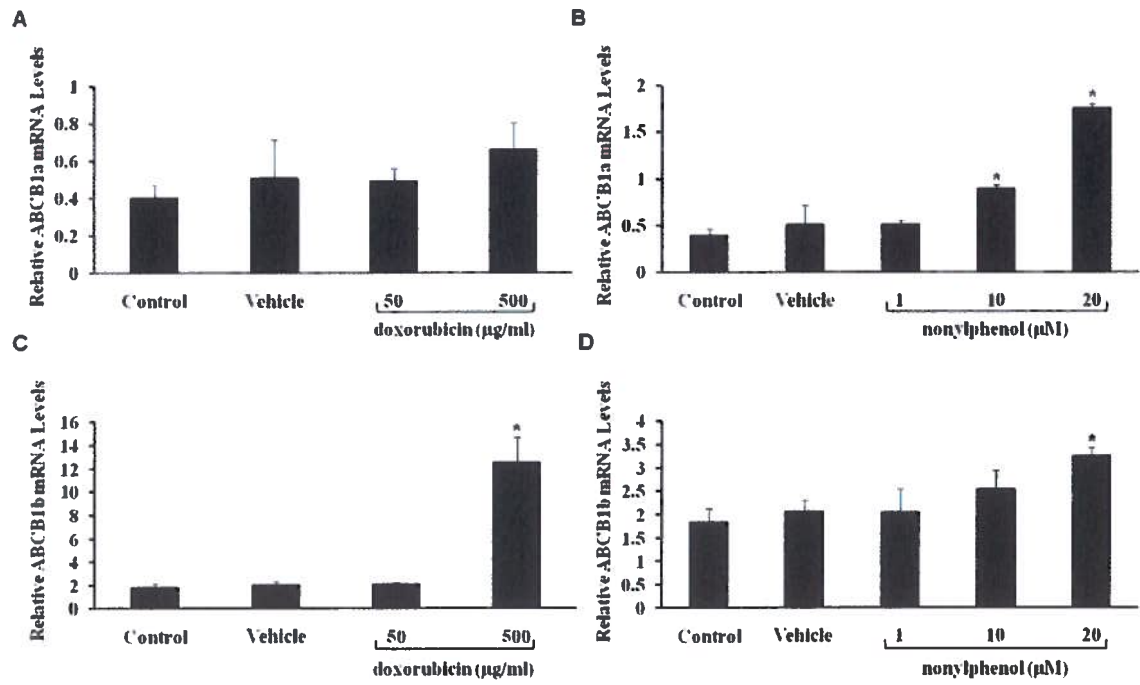 A
Relative ABCB1a mRNA Levels
1
0.8
0.6
0.4
0.2
0
Control Vehicle 50 500
doxorubicin (µg/ml)
B
Relative ABCB1a mRNA Levels
2
1.5
1
0.5
0
*
*
Control Vehicle 1 10 20
nonylphenol (µM)
C
Relative ABCB1b mRNA Levels
16
14
12
10
8
6
4
2
0
*
Control Vehicle 50 500
doxorubicin (µg/ml)
D
Relative ABCB1b mRNA Levels
4
3.5
3
2.5
2
1.5
1
0.5
0
*
Control Vehicle 1 10 20
nonylphenol (µM)